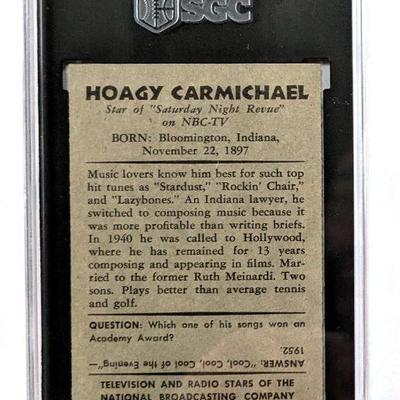 SGC
HOAGY CARMICHAEL
Star of "Saturday Night Revue"
on NBC-TV
BORN: Bloomington, Indiana,
November 22, 1897
Music lovers know him best for such top
hit tunes as "Stardust," "Rockin' Chair,"
and "Lazybones." An Indiana lawyer, he
switched to composing music because it
was more profitable than writing briefs.
In 1940 he was called to Hollywood,
where he has remained for 13 years
composing and appearing in films. Mar-
ried to the former Ruth Meinardi. Two
sons. Plays better than average tennis
and golf.
QUESTION: Which one of his songs won an
Academy Award?
ANSWER: "Cool, Cool, Cool of the Evening—
1952.
TELEVISION AND RADIO STARS OF THE
NATIONAL BROADCASTING COMPANY